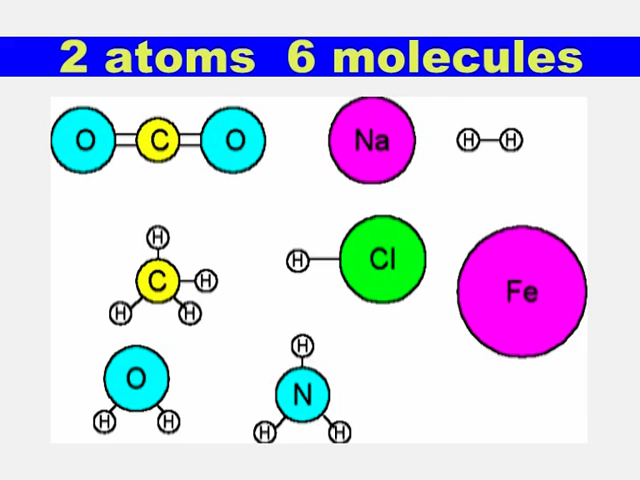 2 atoms 6 molecules
O C O Na H H
H
C H
H H
H Cl
Fe
H
O
N
H H
H H